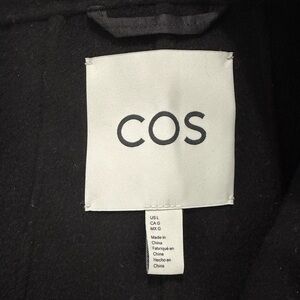 COS
US L
CA G
MX G
Made in
China
Fabriqué en
Chine
Hecho en
China